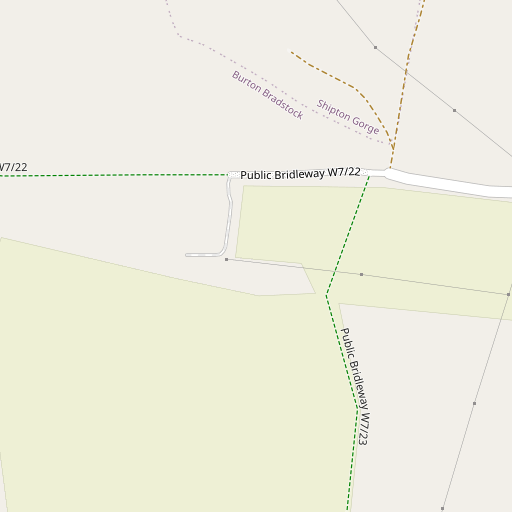 Burton Bradstock
Shipton Gorge
W7/22
Public Bridleway W7/22
Public Bridleway W7/23